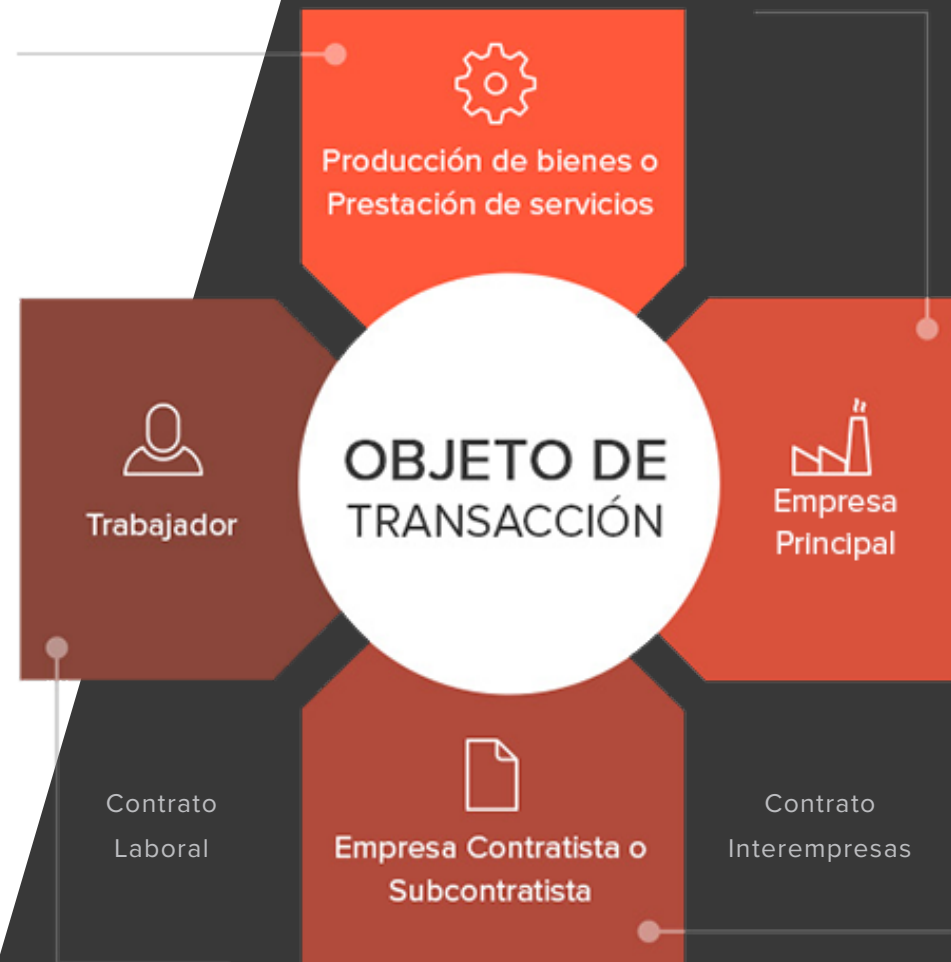 Producción de bienes o
Prestación de servicios
Trabajador
OBJETO DE
TRANSACCIÓN
Empresa
Principal
Contrato
Laboral
Empresa Contratista o
Subcontratista
Contrato
Interempresas